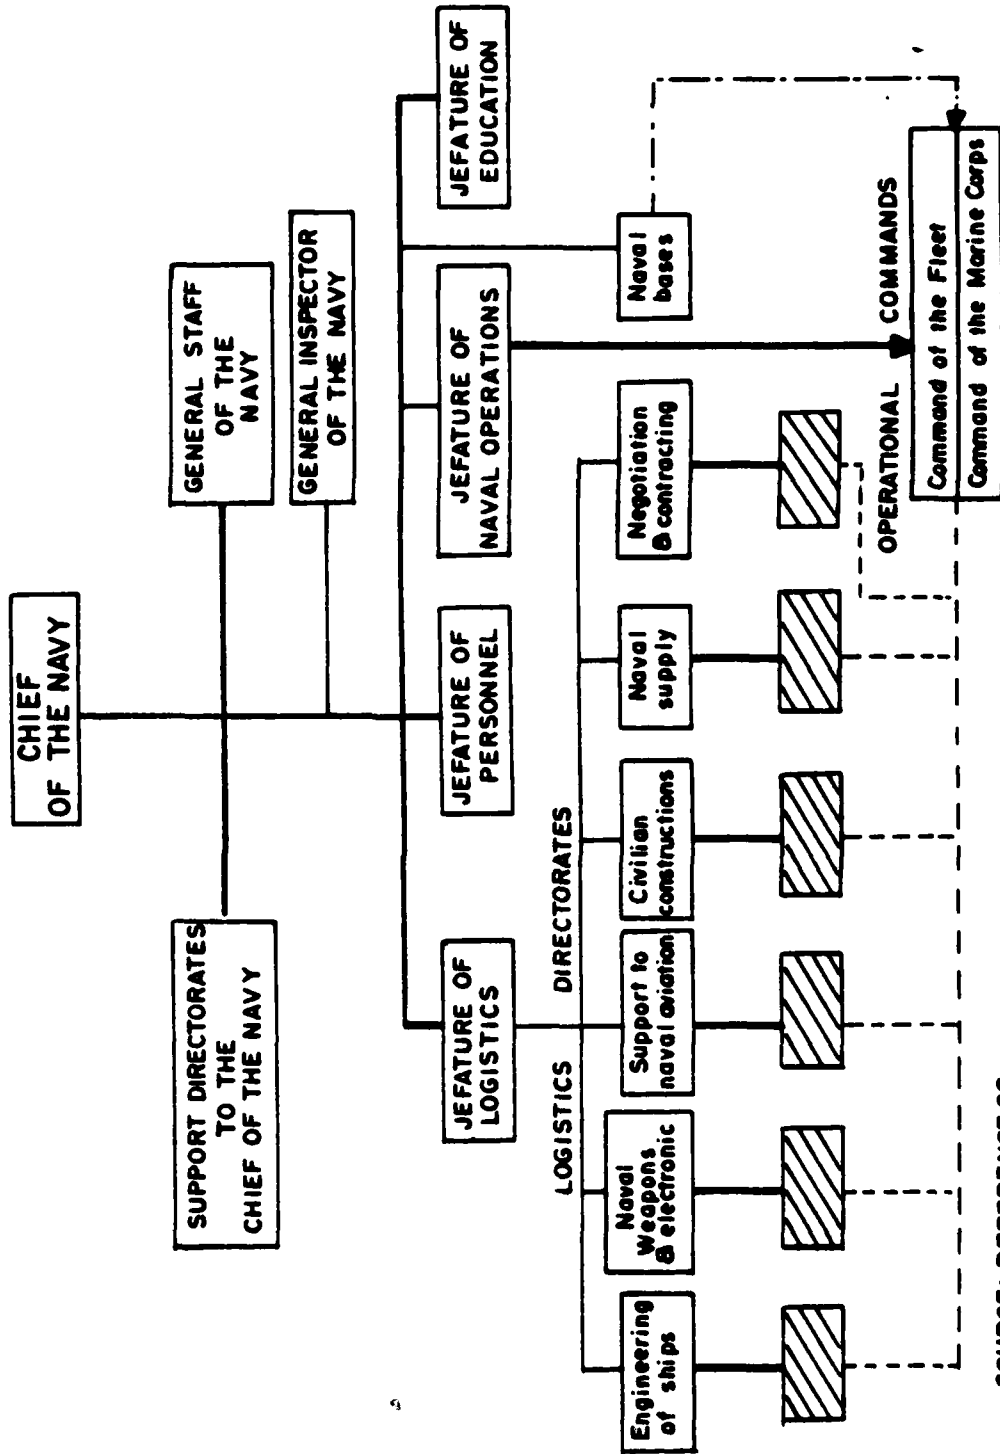 CHIEF
OF THE NAVY
SUPPORT DIRECTORATES
TO THE
CHIEF OF THE NAVY
GENERAL STAFF
OF THE
NAVY
GENERAL INSPECTOR
OF THE NAVY
JEFATURE OF
LOGISTICS
JEFATURE OF
PERSONNEL
JEFATURE OF
NAVAL OPERATIONS
JEFATURE OF
EDUCATION
LOGISTICS DIRECTORATES
Engineering
of ships
Naval
Weapons
& electronic
Support to
naval aviation
Civilian
constructions
Naval
supply
Negotiation
& contracting
Naval
bases
OPERATIONAL COMMANDS
Command of the Fleet
Command of the Marine Corps